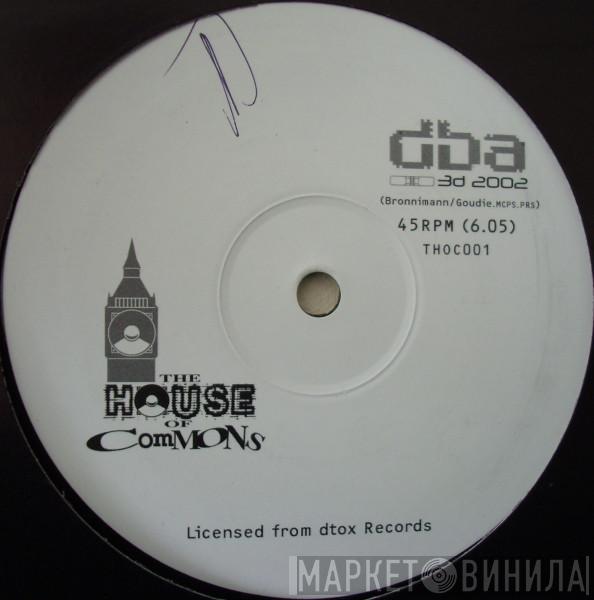 dba
3d 2002
(Bronnimann/Goudie.MCPS.PRS)
45RPM (6.05)
THOC001
THE
HOUSE
OF
COMMONS
Licensed from dtox Records
МАРКЕТ ВИНИЛА